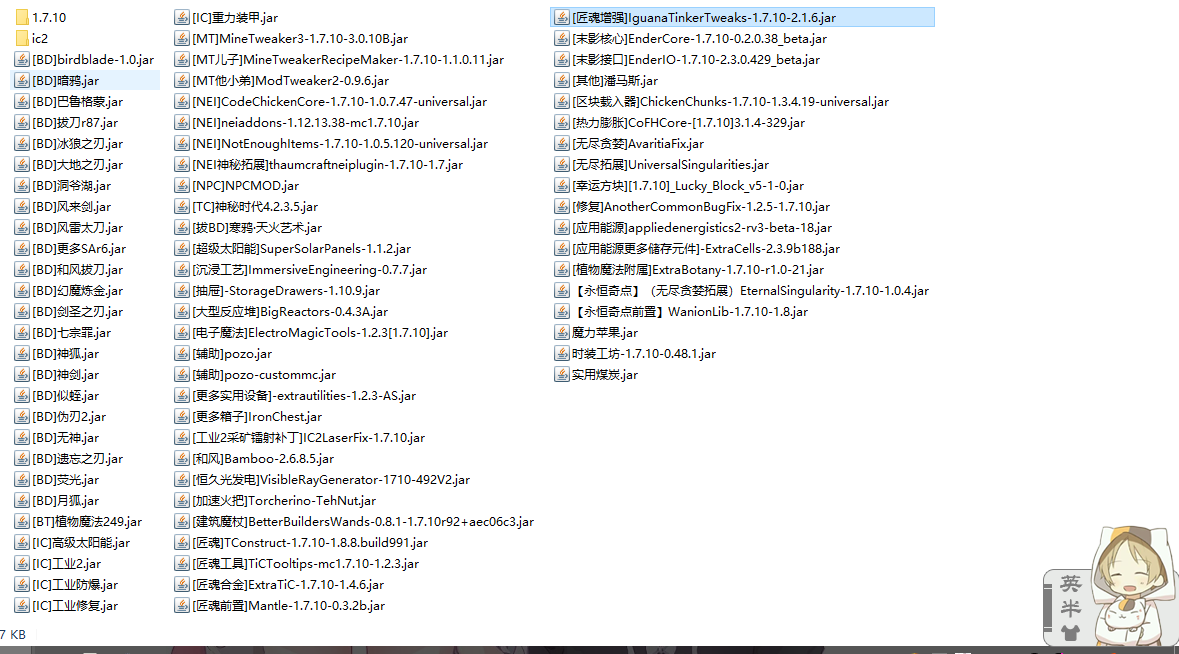 1.7.10
ic2
[BD]birdblade-1.0.jar
[BD]暗鸦.jar
[BD]巴鲁格蒙.jar
[BD]拔刀r87.jar
[BD]冰狼之刃.jar
[BD]大地之刃.jar
[BD]洞爷湖.jar
[BD]风来剑.jar
[BD]风雷太刀.jar
[BD]更多SAr6.jar
[BD]和风拔刀.jar
[BD]幻魔炼金.jar
[BD]剑圣之刃.jar
[BD]七宗罪.jar
[BD]神狐.jar
[BD]神剑.jar
[BD]似蛭.jar
[BD]伪刃2.jar
[BD]无神.jar
[BD]遗忘之刃.jar
[BD]荧光.jar
[BD]月狐.jar
[BT]植物魔法249.jar
[IC]高级太阳能.jar
[IC]工业2.jar
[IC]工业防爆.jar
[IC]工业修复.jar
[IC]重力装甲.jar
[MT]MineTweaker3-1.7.10-3.0.10B.jar
[MT儿子]MineTweakerRecipeMaker-1.7.10-1.1.0.11.jar
[MT他小弟]ModTweaker2-0.9.6.jar
[NEI]CodeChickenCore-1.7.10-1.0.7.47-universal.jar
[NEI]neiaddons-1.12.13.38-mc1.7.10.jar
[NEI]NotEnoughItems-1.7.10-1.0.5.120-universal.jar
[NEI神秘拓展]thaumcraftneiplugin-1.7.10-1.7.jar
[NPC]NPCMOD.jar
[TC]神秘时代4.2.3.5.jar
[拔BD]寒鸦·天火艺术.jar
[超级太阳能]SuperSolarPanels-1.1.2.jar
[沉浸工艺]ImmersiveEngineering-0.7.7.jar
[抽屉]-StorageDrawers-1.10.9.jar
[大型反应堆]BigReactors-0.4.3A.jar
[电子魔法]ElectroMagicTools-1.2.3[1.7.10].jar
[辅助]pozo.jar
[辅助]pozo-custommc.jar
[更多实用设备]-extrautilities-1.2.3-AS.jar
[更多箱子]IronChest.jar
[工业2采矿镭射补丁]IC2LaserFix-1.7.10.jar
[和风]Bamboo-2.6.8.5.jar
[恒久光发电]VisibleRayGenerator-1710-492V2.jar
[加速火把]Torcherino-TehNut.jar
[建筑魔杖]BetterBuildersWands-0.8.1-1.7.10r92+aec06c3.jar
[匠魂]TConstruct-1.7.10-1.8.8.build991.jar
[匠魂工具]TiCTooltips-mc1.7.10-1.2.3.jar
[匠魂合金]ExtraTiC-1.7.10-1.4.6.jar
[匠魂前置]Mantle-1.7.10-0.3.2b.jar
[匠魂增强]IguanaTinkerTweaks-1.7.10-2.1.6.jar
[末影核心]EnderCore-1.7.10-0.2.0.38_beta.jar
[末影接口]EnderIO-1.7.10-2.3.0.429_beta.jar
[其他]潘马斯.jar
[区块载入器]ChickenChunks-1.7.10-1.3.4.19-universal.jar
[热力膨胀]CoFHCore-[1.7.10]3.1.4-329.jar
[无尽贪婪]AvaritiaFix.jar
[无尽拓展]UniversalSingularities.jar
[幸运方块][1.7.10]_Lucky_Block_v5-1-0.jar
[修复]AnotherCommonBugFix-1.2.5-1.7.10.jar
[应用能源]appliedenergistics2-rv3-beta-18.jar
[应用能源更多储存元件]-ExtraCells-2.3.9b188.jar
[植物魔法附属]ExtraBotany-1.7.10-r1.0-21.jar
【永恒奇点】（无尽贪婪拓展）EternalSingularity-1.7.10-1.0.4.jar
【永恒奇点前置】WanionLib-1.7.10-1.8.jar
魔力苹果.jar
时装工坊-1.7.10-0.48.1.jar
实用煤炭.jar
英
半
7 KB